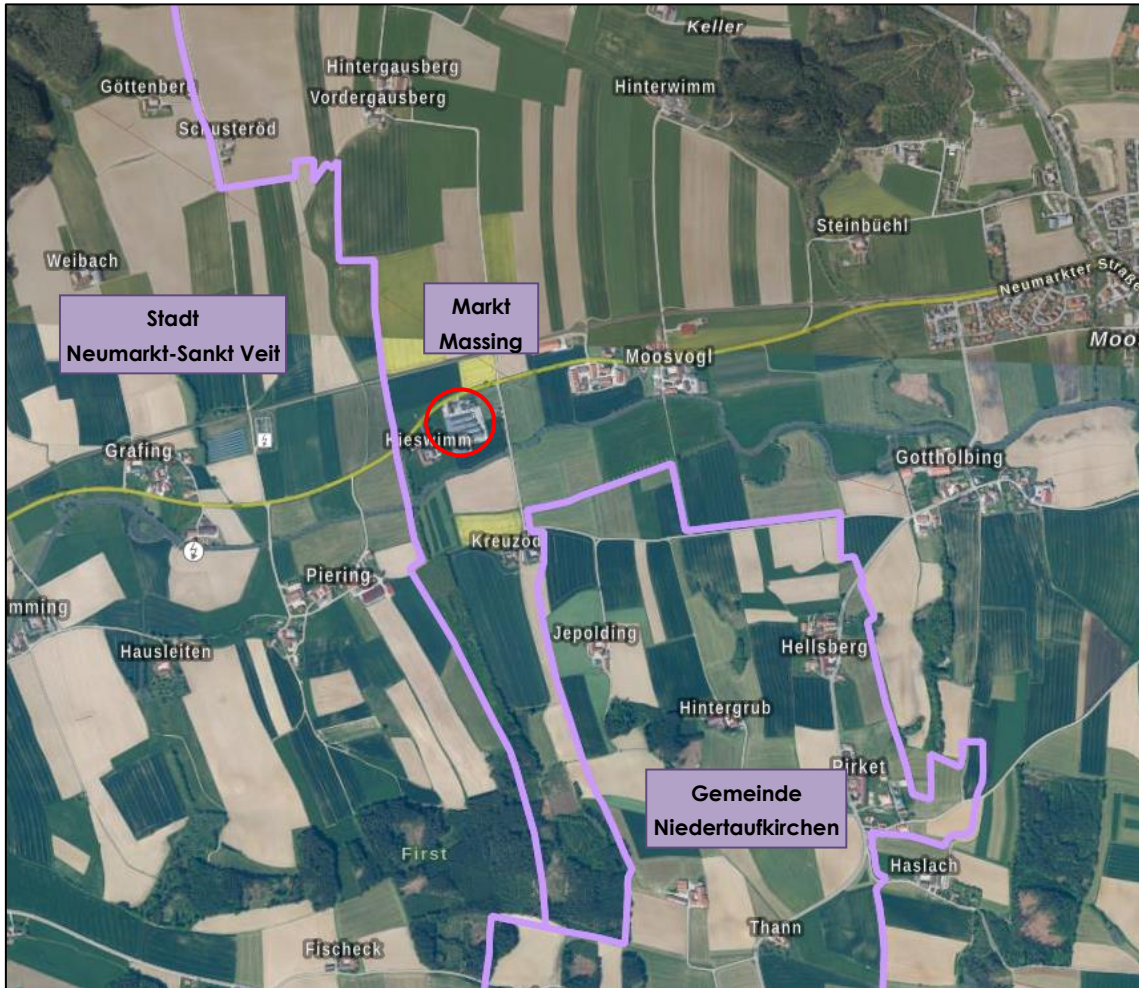 Keller
Hintergausberg
Göttenberg
Vordergausberg
Hinterwimm
Schusteröd
Steinbüchl
Weibach
Neumarkter Straße
Stadt
Neumarkt-Sankt Veit
Markt
Massing
Moosvogl
Moos
Kieswimm
Grafing
Gottholbing
Kreuzöd
Piering
mming
Jepolding
Hausleiten
Hellsberg
Hintergrub
Pirket
Gemeinde
Niedertaufkirchen
First
Haslach
Thann
Fischeck